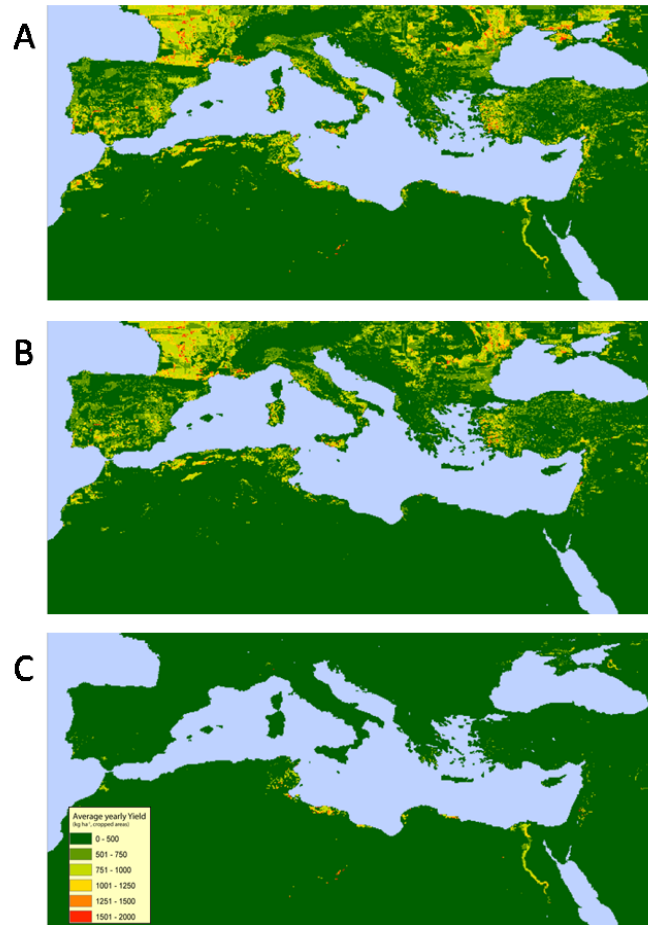 A
B
C
Average yearly Yield
(kg ha⁻¹, cropped areas)
0 - 500
501 - 750
751 - 1000
1001 - 1250
1251 - 1500
1501 - 2000